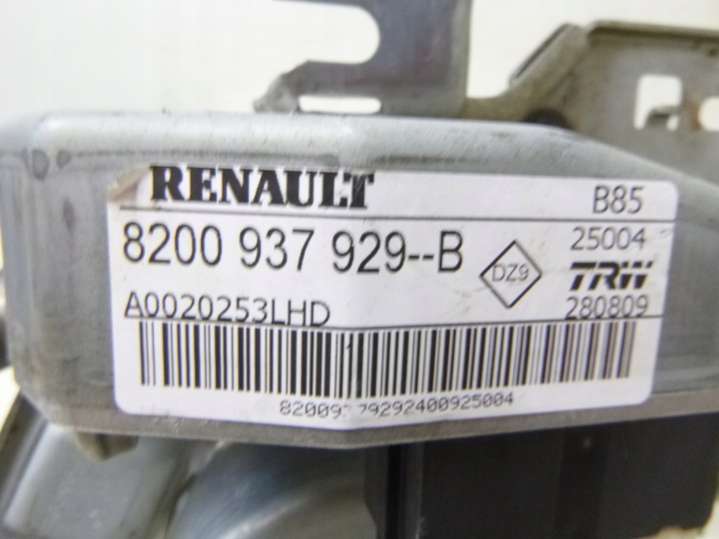 RENAULT B85
8200 937 929--B DZ9 25004
TRW
A0020253LHD 280809